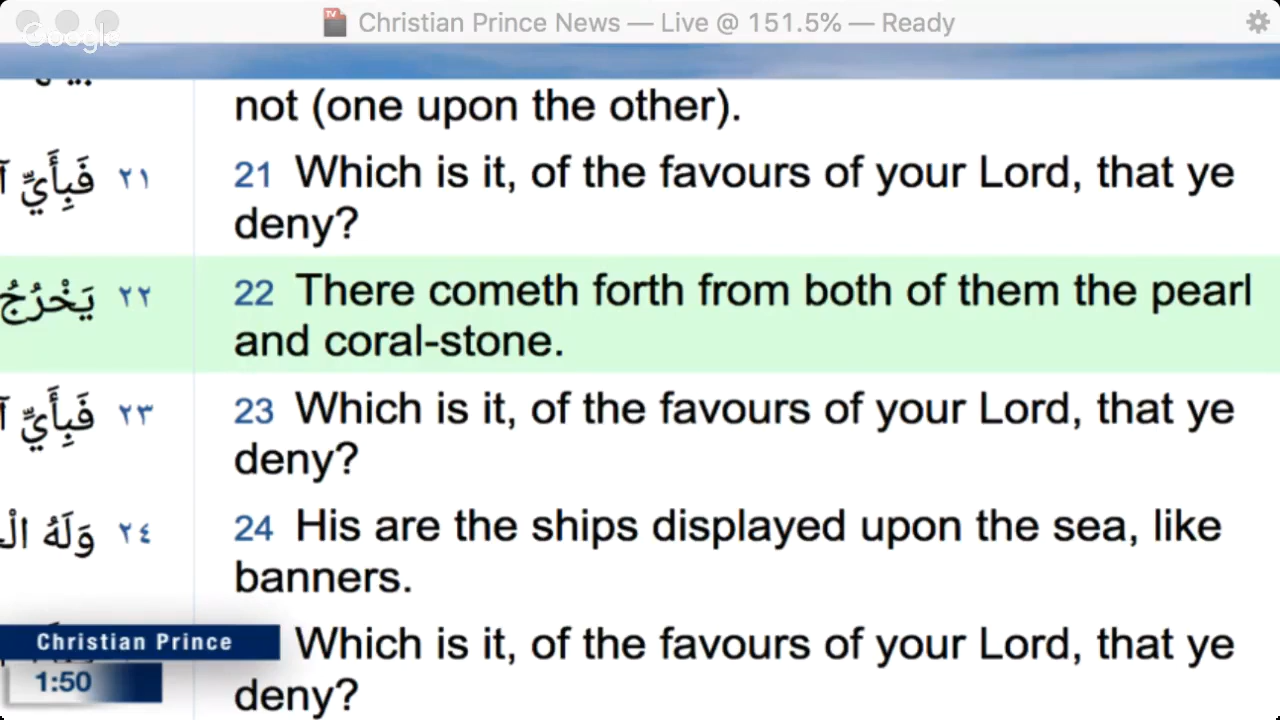 Christian Prince News — Live @ 151.5% — Ready
Google
not (one upon the other).
فَبِأَيِّ ٢١
21 Which is it, of the favours of your Lord, that ye
deny?
يَخْرُجُ ٢٢
22 There cometh forth from both of them the pearl
and coral-stone.
فَبِأَيِّ ٢٣
23 Which is it, of the favours of your Lord, that ye
deny?
وَلَهُ ٢٤
24 His are the ships displayed upon the sea, like
banners.
Which is it, of the favours of your Lord, that ye
deny?
Christian Prince
1:50